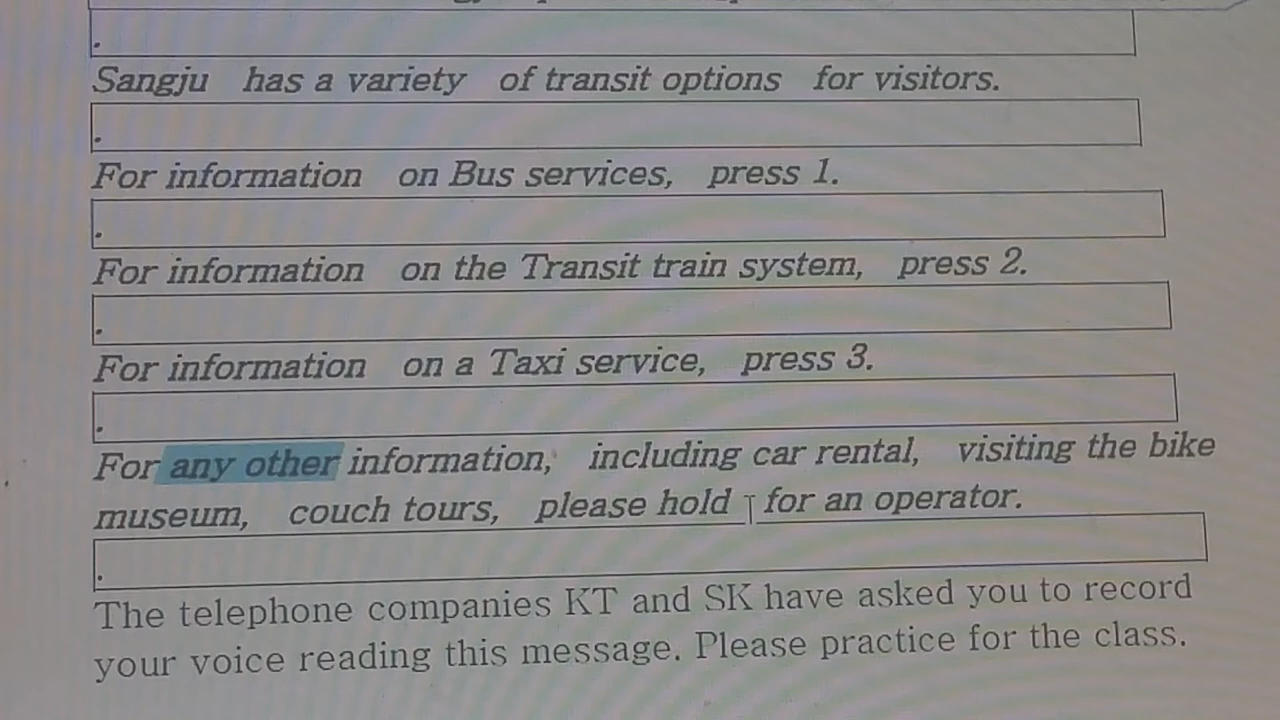 .
Sangju has a variety of transit options for visitors.
.
For information on Bus services, press 1.
.
For information on the Transit train system, press 2.
.
For information on a Taxi service, press 3.
.
For any other information, including car rental, visiting the bike
museum, couch tours, please hold for an operator.
.
The telephone companies KT and SK have asked you to record
your voice reading this message. Please practice for the class.